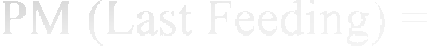 PM (Last Feeding) =